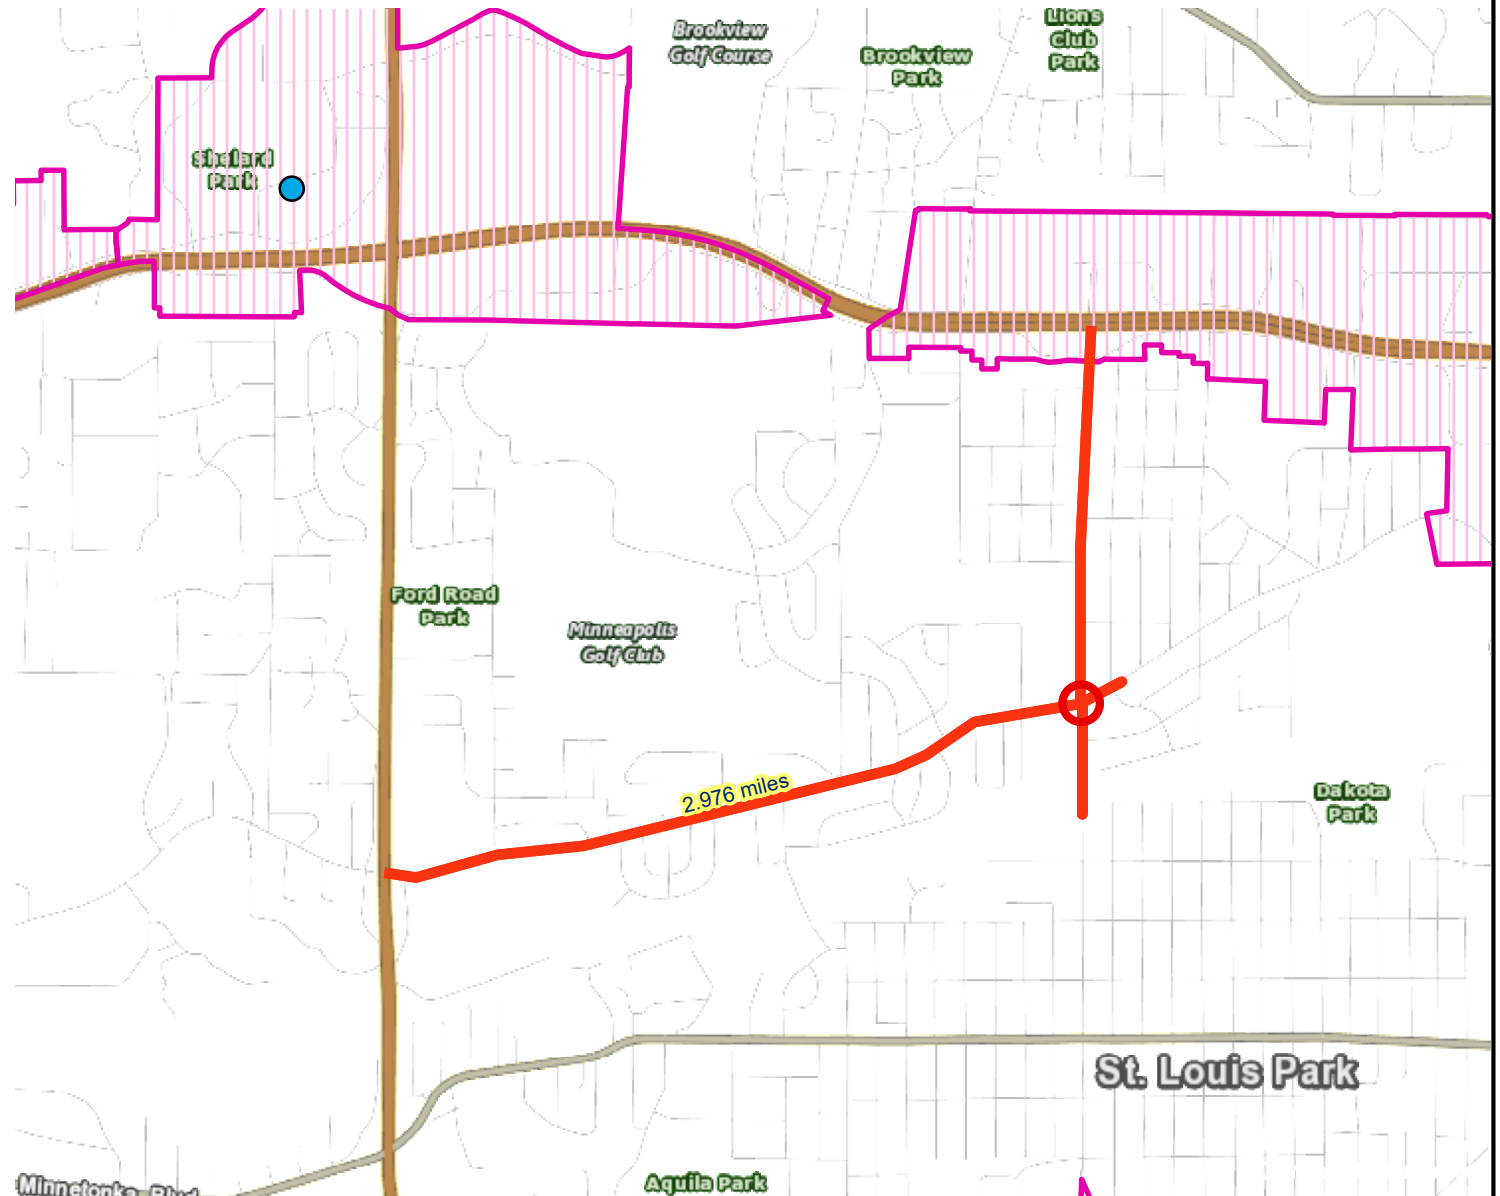 Brookview
Golf Course
Brookview
Park
Lions
Club
Park
Shelard
Park
Ford Road
Park
Minneapolis
Golf Club
2.976 miles
Dakota
Park
St. Louis Park
Minnetonka Blvd
Aquila Park